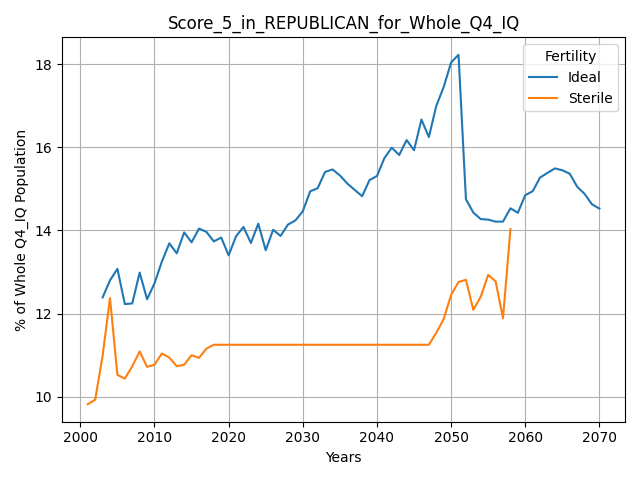 Score_5_in_REPUBLICAN_for_Whole_Q4_IQ
Fertility
Ideal
Sterile
% of Whole Q4_IQ Population
18
16
14
12
10
2000 2010 2020 2030 2040 2050 2060 2070
Years